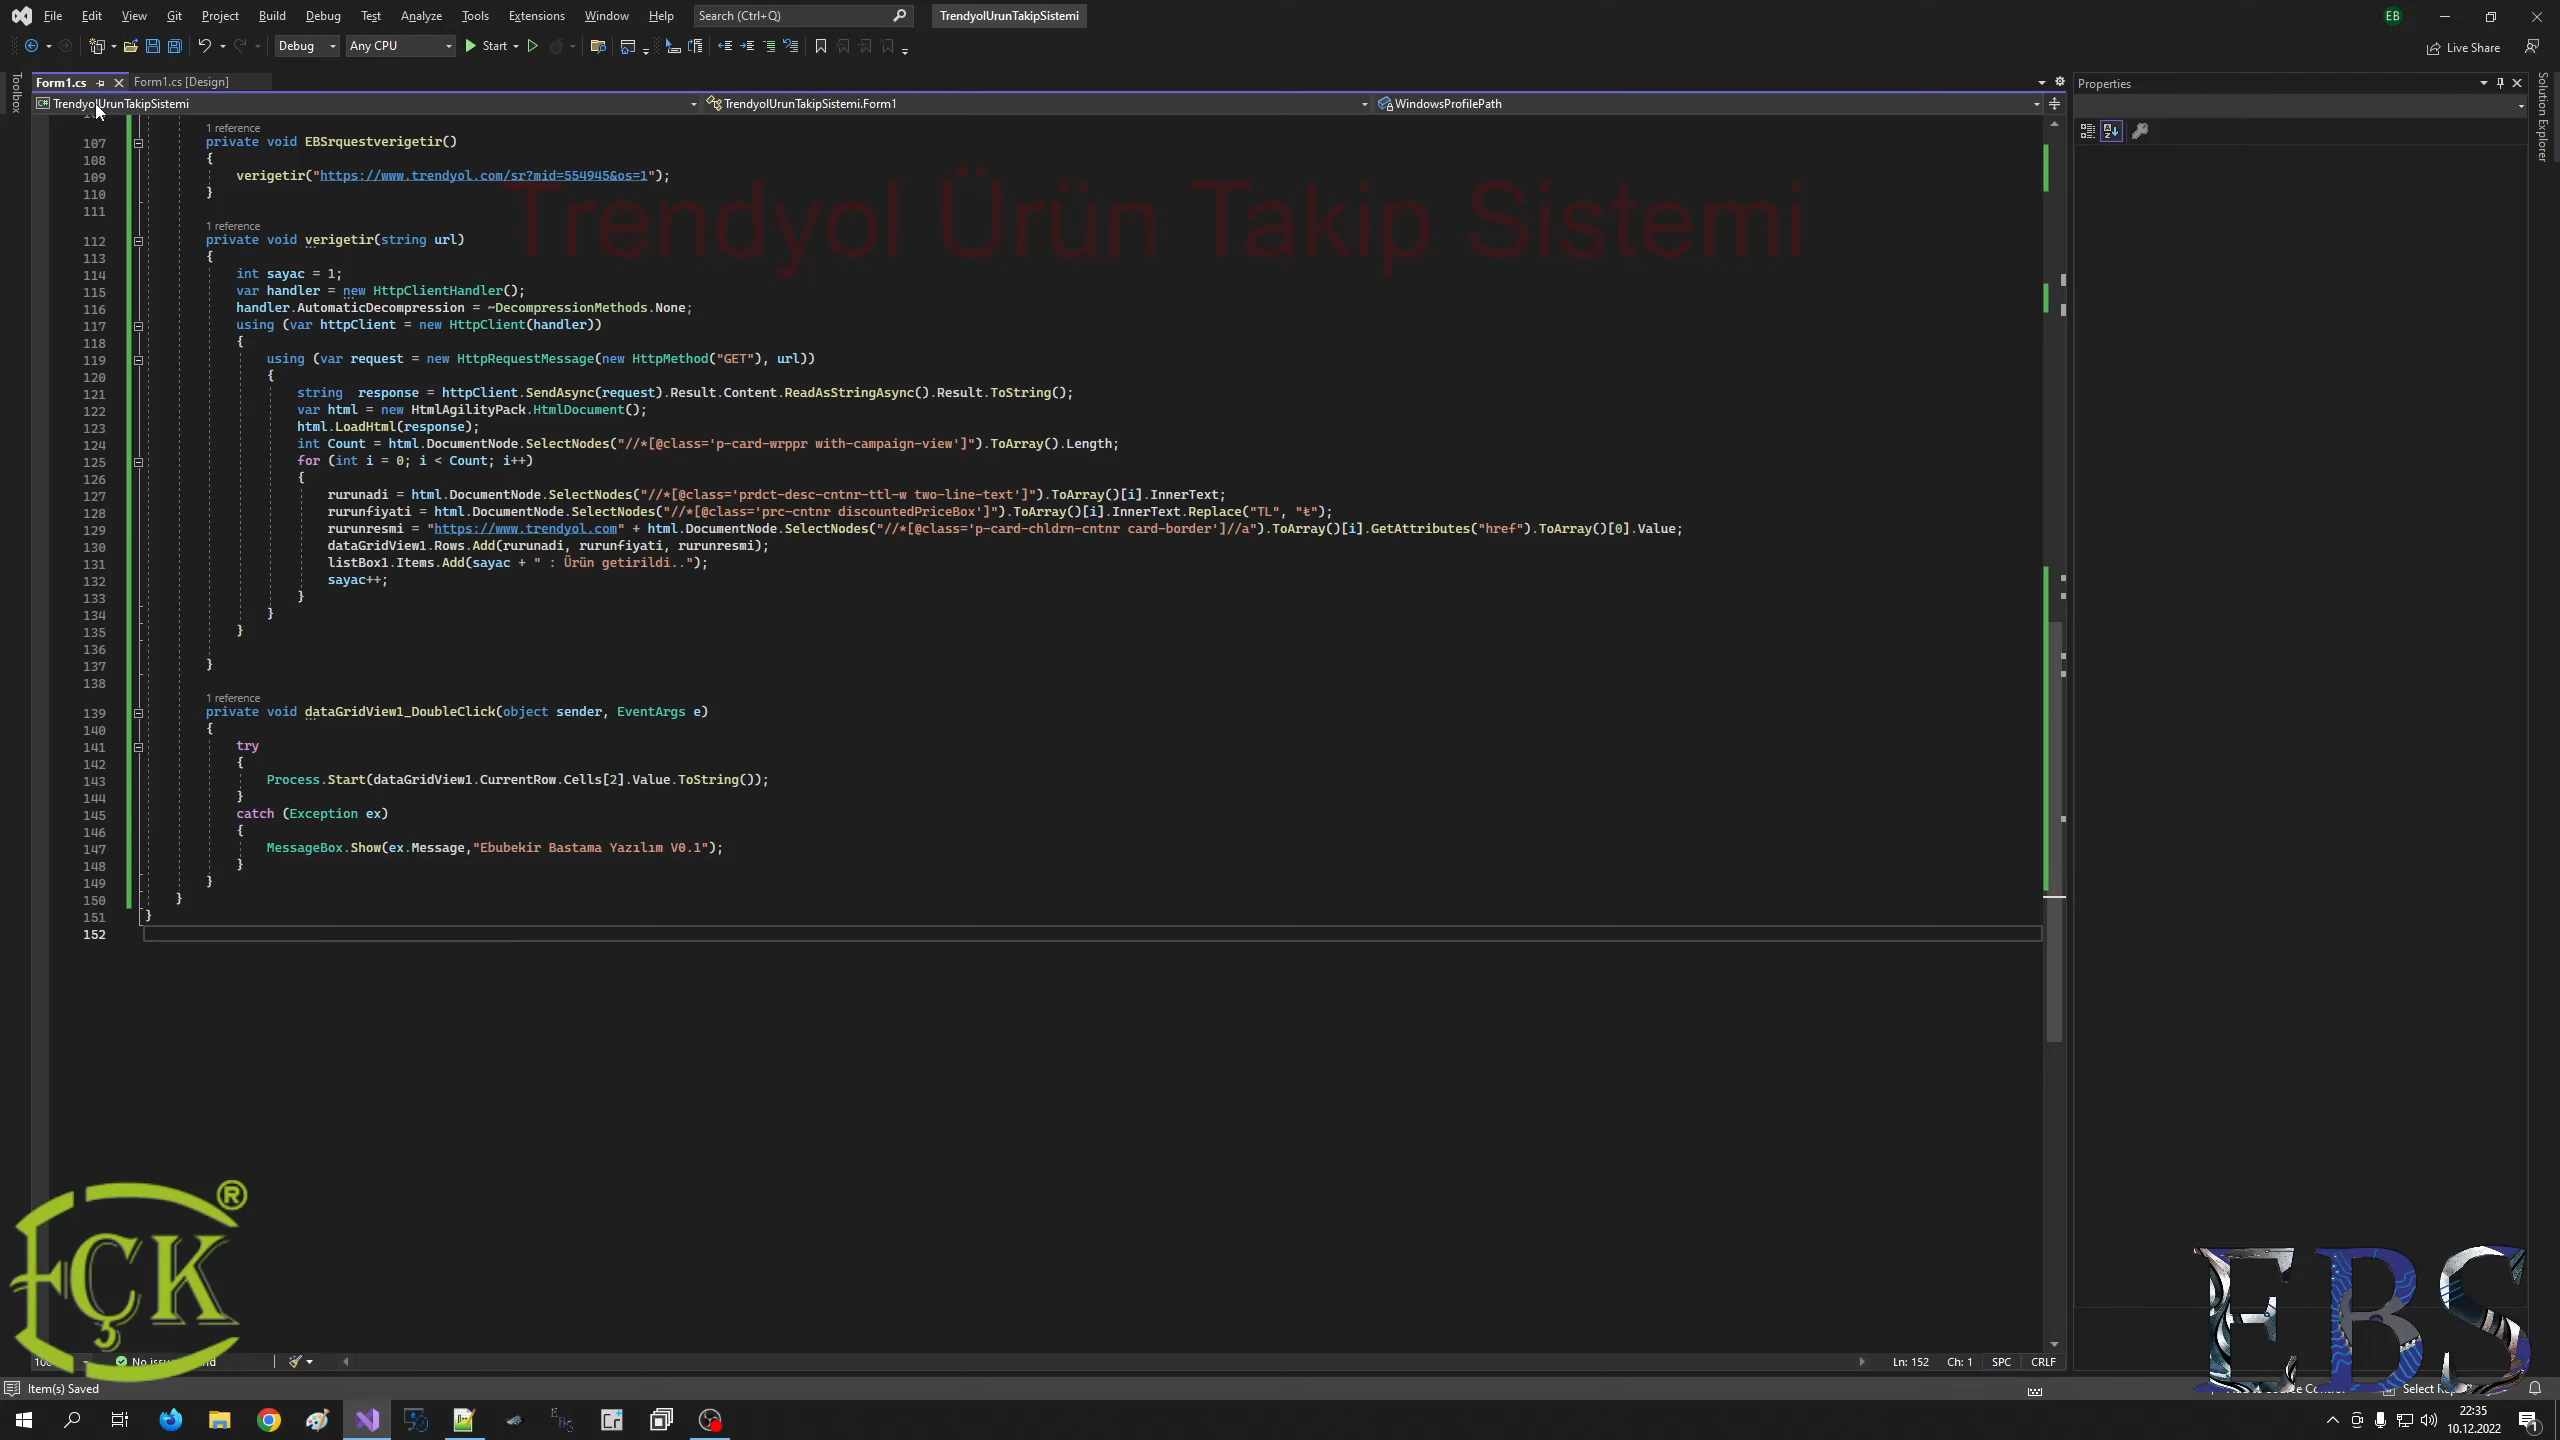 File Edit View Git Project Build Debug Test Analyze Tools Extensions Window Help Search (Ctrl+Q) TrendyolUrunTakipSistemi EB
Debug Any CPU Start Live Share
Toolbox
Form1.cs Form1.cs [Design]
Properties
Solution Explorer
TrendyolUrunTakipSistemi TrendyolUrunTakipSistemi.Form1 WindowsProfilePath
Trendyol Ürün Takip Sistemi
1 reference
107 private void EBSrquestverigetir()
108 {
109 verigetir("https://www.trendyol.com/sr?mid=554945&os=1");
110 }
111
1 reference
112 private void verigetir(string url)
113 {
114 int sayac = 1;
115 var handler = new HttpClientHandler();
116 handler.AutomaticDecompression = ~DecompressionMethods.None;
117 using (var httpClient = new HttpClient(handler))
118 {
119 using (var request = new HttpRequestMessage(new HttpMethod("GET"), url))
120 {
121 string  response = httpClient.SendAsync(request).Result.Content.ReadAsStringAsync().Result.ToString();
122 var html = new HtmlAgilityPack.HtmlDocument();
123 html.LoadHtml(response);
124 int Count = html.DocumentNode.SelectNodes("//*[@class='p-card-wrppr with-campaign-view']").ToArray().Length;
125 for (int i = 0; i < Count; i++)
126 {
127 rurunadi = html.DocumentNode.SelectNodes("//*[@class='prdct-desc-cntnr-ttl-w two-line-text']").ToArray()[i].InnerText;
128 rurunfiyati = html.DocumentNode.SelectNodes("//*[@class='prc-cntnr discountedPriceBox']").ToArray()[i].InnerText.Replace("TL", "₺");
129 rurunresmi = "https://www.trendyol.com" + html.DocumentNode.SelectNodes("//*[@class='p-card-chldrn-cntnr card-border']//a").ToArray()[i].GetAttributes("href").ToArray()[0].Value;
130 dataGridView1.Rows.Add(rurunadi, rurunfiyati, rurunresmi);
131 listBox1.Items.Add(sayac + " : Ürün getirildi..");
132 sayac++;
133 }
134 }
135 }
136
137 }
138
1 reference
139 private void dataGridView1_DoubleClick(object sender, EventArgs e)
140 {
141 try
142 {
143 Process.Start(dataGridView1.CurrentRow.Cells[2].Value.ToString());
144 }
145 catch (Exception ex)
146 {
147 MessageBox.Show(ex.Message,"Ebubekir Bastama Yazılım V0.1");
148 }
149 }
150 }
151 }
152
ÇK ®
EBS
Ln: 152 Ch: 1 SPC CRLF
Item(s) Saved
22:35
10.12.2022